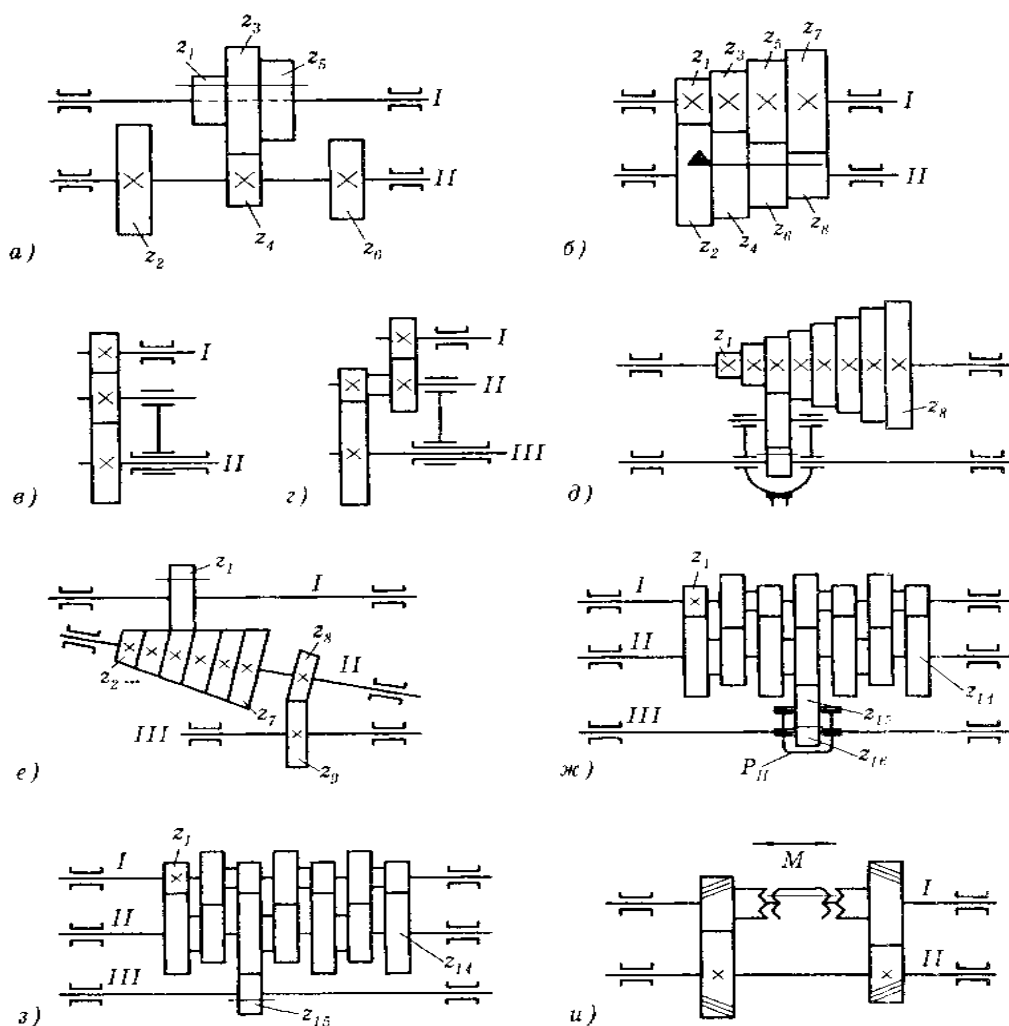 z1 z3 z5 I
z2 z4 z6 II
а)
z1 z3 z5 z7 I
II
z2 z4 z6 z8
б)
I
II
в)
I
II
III
г)
z1
z8
д)
z1 I
z2 ... z7 z8 II
III z9
е)
z1 I
II z14
III z15
PП z16
ж)
z1 I
II z14
III z15
з)
M
I
II
и)